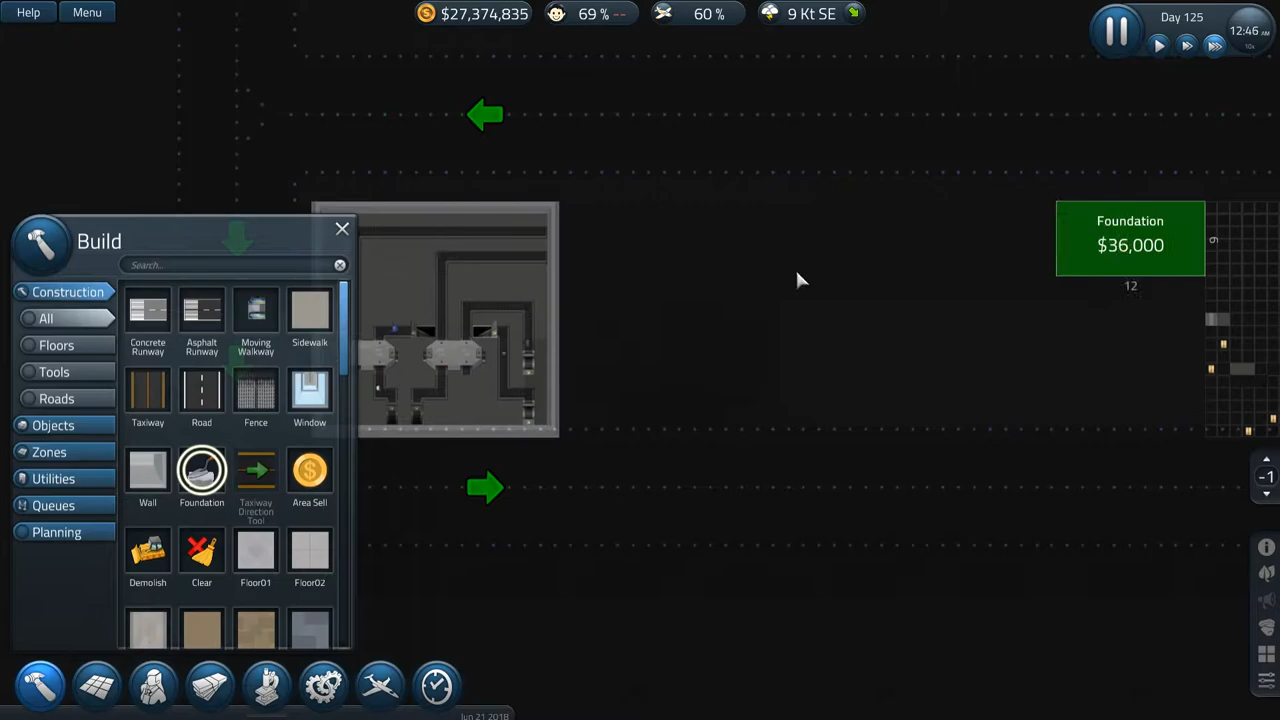 Help
Menu
$27,374,835
69 % --
60 %
9 Kt SE
Day 125
12:46 AM
10x
Foundation
$36,000
6
12
Build
Search...
Construction
All
Floors
Tools
Roads
Objects
Zones
Utilities
Queues
Planning
Concrete Runway
Asphalt Runway
Moving Walkway
Sidewalk
Taxiway
Road
Fence
Window
Wall
Foundation
Taxiway Direction Tool
Area Sell
Demolish
Clear
Floor01
Floor02
-1
Jun 21 2018